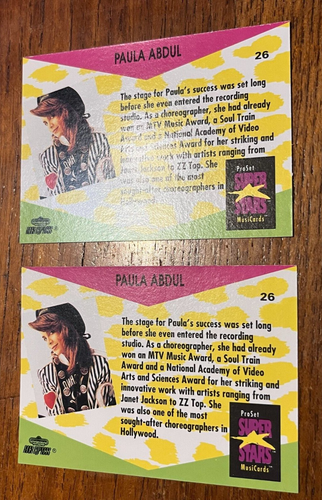 PAULA ABDUL
26
The stage for Paula's success was set long
before she even entered the recording
studio. As a choreographer, she had already
won an MTV Music Award, a Soul Train
Award and a National Academy of Video
Arts and Sciences Award for her striking and
innovative work with artists ranging from
Janet Jackson to ZZ Top. She
was also one of the most
sought-after choreographers in
Hollywood.
ProSet
SUPER
STARS
MusiCards
PAULA ABDUL
26
The stage for Paula's success was set long
before she even entered the recording
studio. As a choreographer, she had already
won an MTV Music Award, a Soul Train
Award and a National Academy of Video
Arts and Sciences Award for her striking and
innovative work with artists ranging from
Janet Jackson to ZZ Top. She
was also one of the most
sought-after choreographers in
Hollywood.
ProSet
SUPER
STARS
MusiCards™